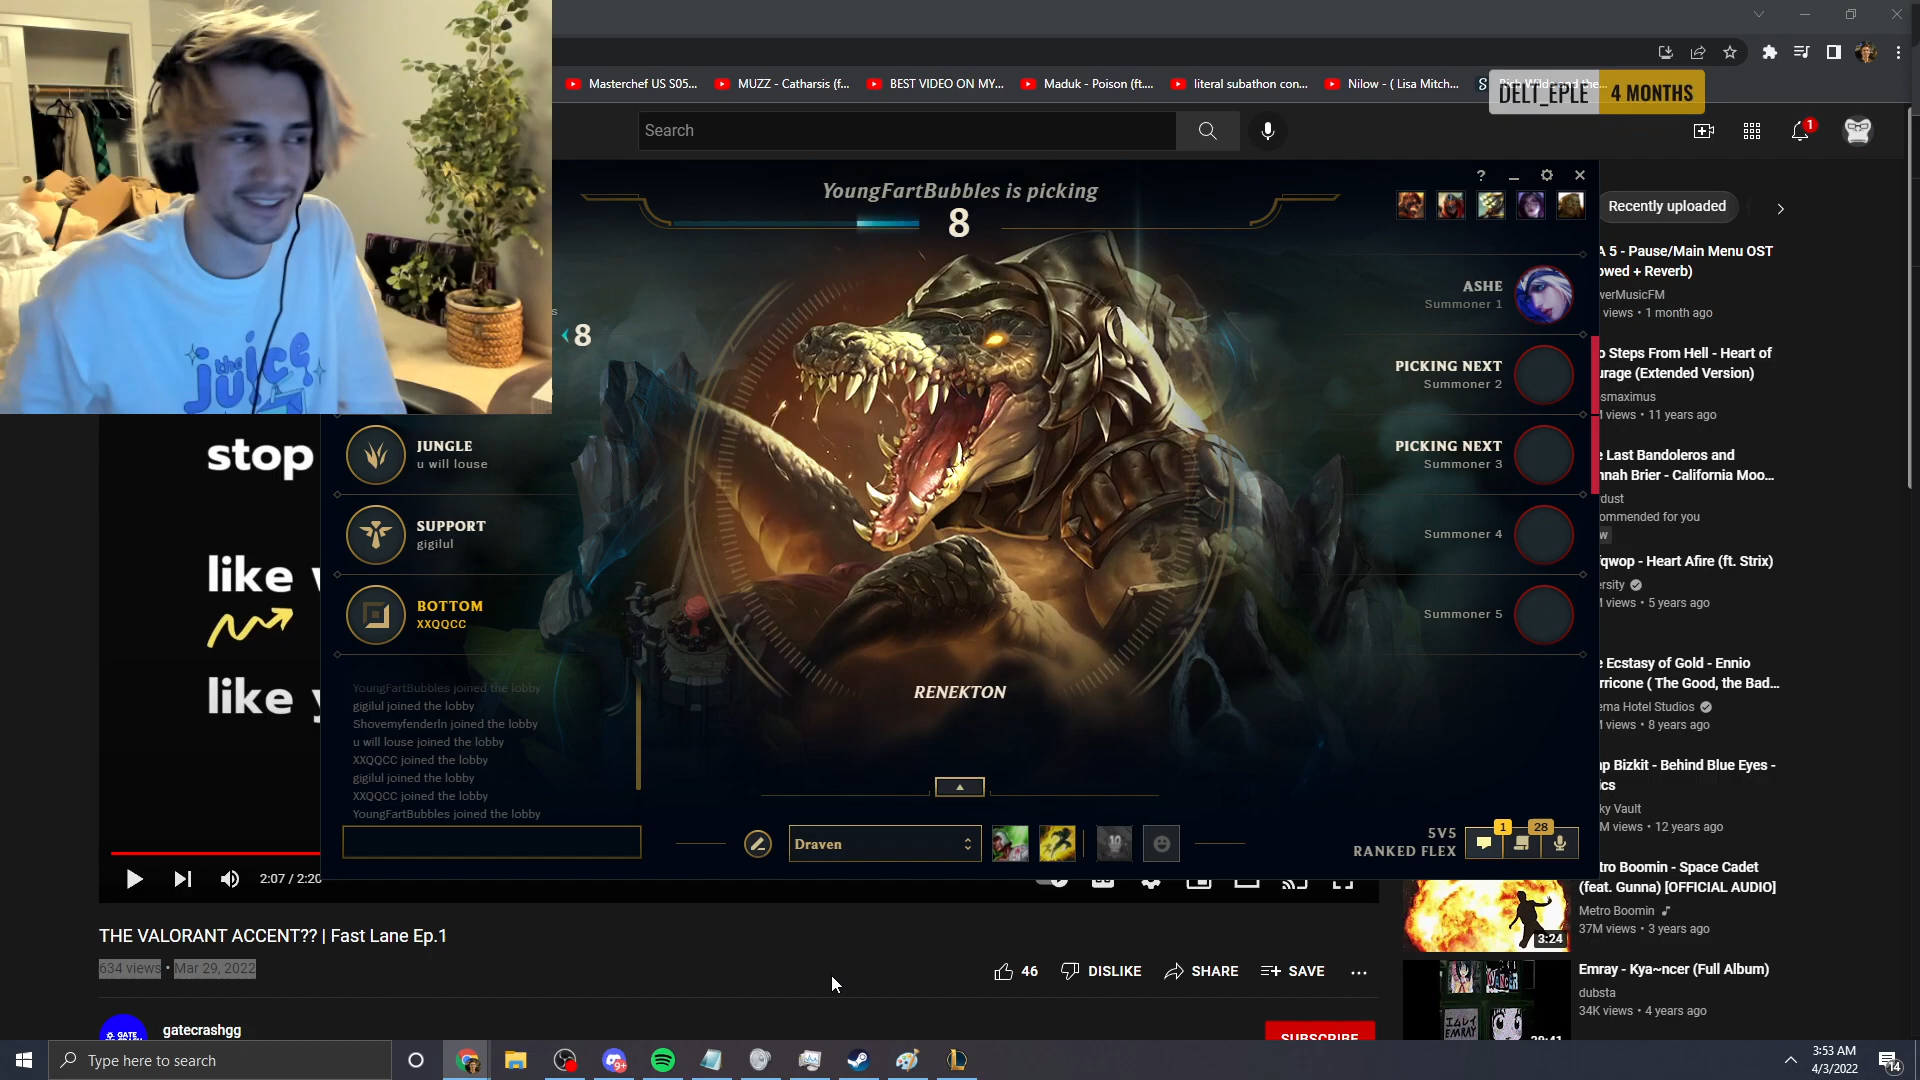 Masterchef US S05...
MUZZ - Catharsis (f...
BEST VIDEO ON MY...
Maduk - Poison (ft....
literal subathon con...
Nilow - ( Lisa Mitch...
DELT_EPLE
4 MONTHS
Search
1
the
juice
YoungFartBubbles is picking
8
Recently uploaded
A 5 - Pause/Main Menu OST
owed + Reverb)
verMusicFM
views • 1 month ago
ASHE
Summoner 1
8
PICKING NEXT
Summoner 2
o Steps From Hell - Heart of
urage (Extended Version)
smaximus
views • 11 years ago
stop
JUNGLE
u will louse
PICKING NEXT
Summoner 3
e Last Bandoleros and
nnah Brier - California Moo...
dust
ommended for you
SUPPORT
gigilul
Summoner 4
like
qwop - Heart Afire (ft. Strix)
ersity
views • 5 years ago
BOTTOM
XXQQCC
Summoner 5
like y
e Ecstasy of Gold - Ennio
rricone ( The Good, the Bad...
ema Hotel Studios
views • 8 years ago
RENEKTON
YoungFartBubbles joined the lobby
gigilul joined the lobby
ShovemyfenderIn joined the lobby
u will louse joined the lobby
XXQQCC joined the lobby
gigilul joined the lobby
XXQQCC joined the lobby
YoungFartBubbles joined the lobby
mp Bizkit - Behind Blue Eyes -
ics
ky Vault
M views • 12 years ago
Draven
10
5V5
RANKED FLEX
1
28
2:07 / 2:20
tro Boomin - Space Cadet
(feat. Gunna) [OFFICIAL AUDIO]
Metro Boomin
37M views • 3 years ago
3:24
THE VALORANT ACCENT?? | Fast Lane Ep.1
634 views • Mar 29, 2022
46
DISLIKE
SHARE
SAVE
Emray - Kya~ncer (Full Album)
dubsta
34K views • 4 years ago
GATE
gatecrashgg
SUBSCRIBE
Type here to search
9+
3:53 AM
4/3/2022
14